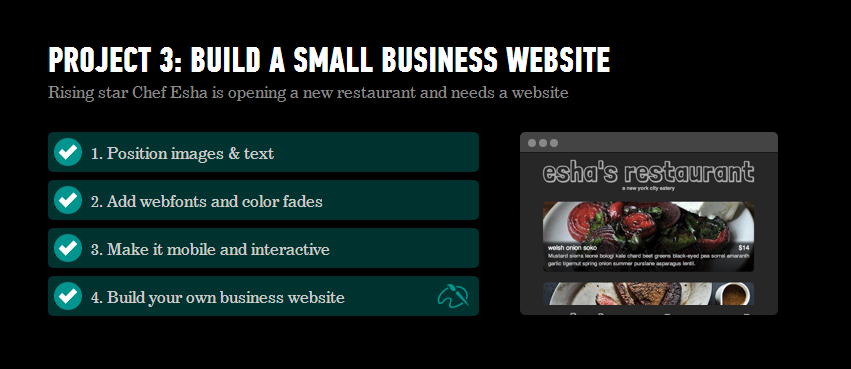 PROJECT 3: BUILD A SMALL BUSINESS WEBSITE
Rising star Chef Esha is opening a new restaurant and needs a website
1. Position images & text
2. Add webfonts and color fades
3. Make it mobile and interactive
4. Build your own business website
esha's restaurant
a new york city eatery
welsh onion soko $14
Mustard sierra leone bologi kale chard beet greens black-eyed pea sorrel amaranth
garlic tigernut spring onion summer purslane asparagus lentil.